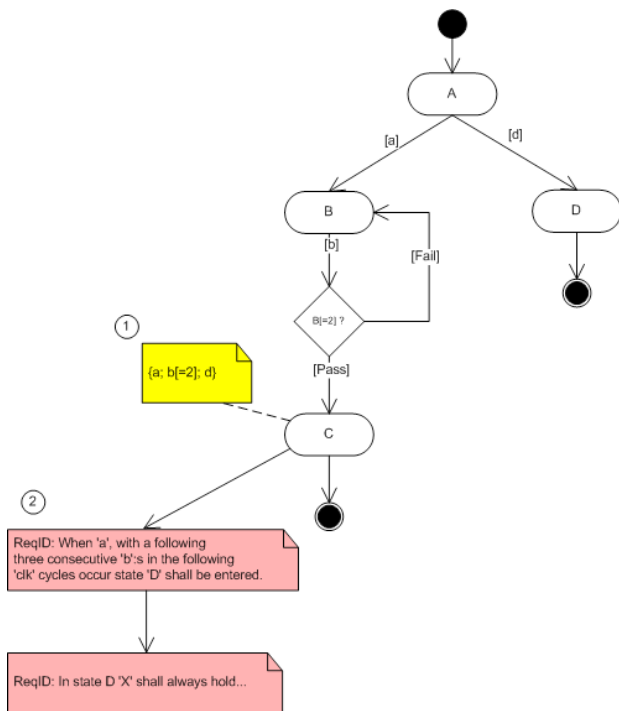 A
[a]
[d]
B
D
[b]
[Fail]
B[=2] ?
1
[Pass]
{a; b[=2]; d}
C
2
ReqID: When 'a', with a following
three consecutive 'b':s in the following
'clk' cycles occur state 'D' shall be entered.
ReqID: In state D 'X' shall always hold...